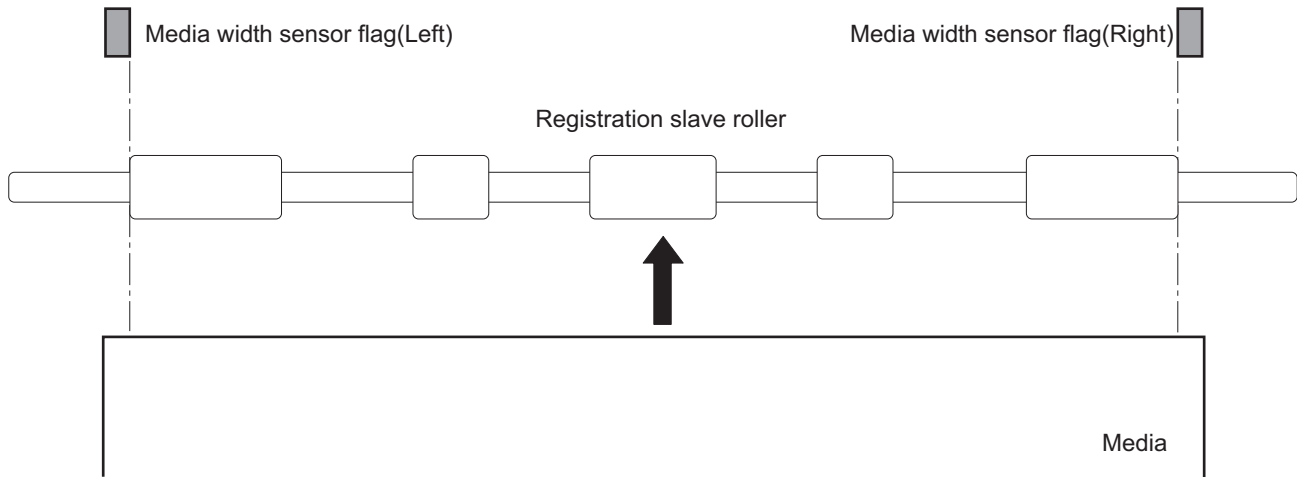 Media width sensor flag(Left)
Media width sensor flag(Right)
Registration slave roller
Media